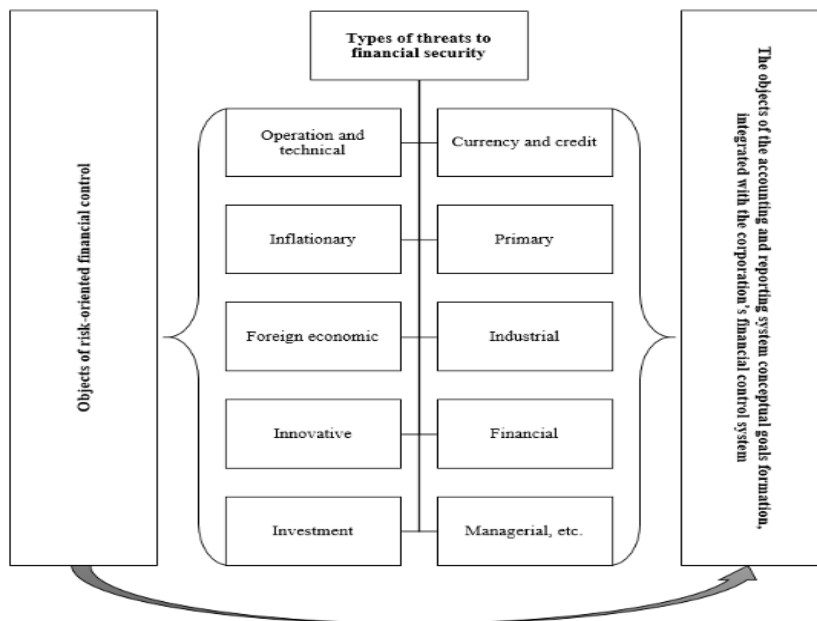 Types of threats to
financial security
Objects of risk-oriented financial control
Operation and
technical
Currency and credit
Inflationary
Primary
Foreign economic
Industrial
Innovative
Financial
Investment
Managerial, etc.
The objects of the accounting and reporting system conceptual goals formation,
integrated with the corporation's financial control system